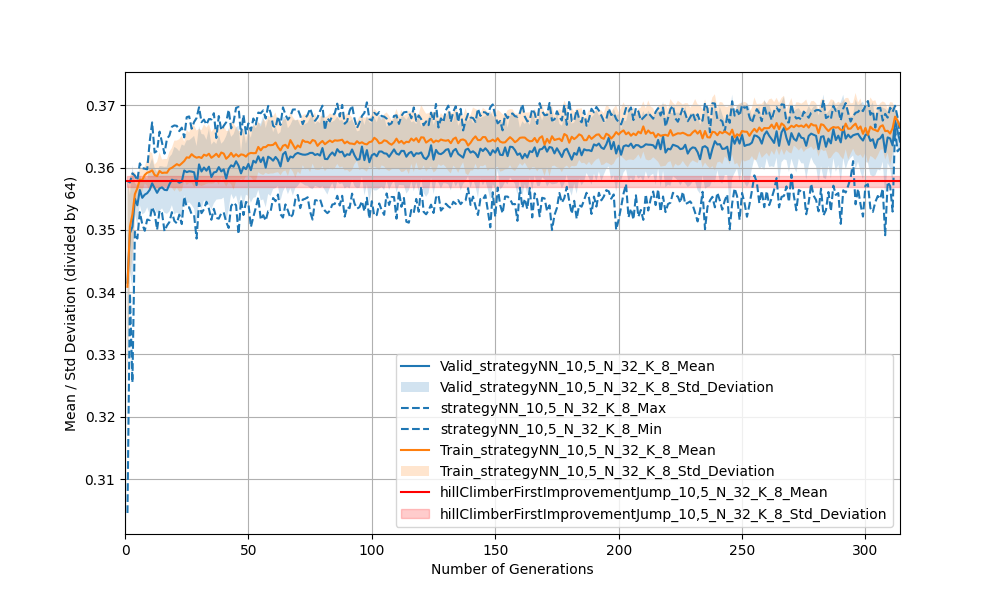 0.37
0.36
0.35
0.34
0.33
0.32
0.31
Mean / Std Deviation (divided by 64)
Valid_strategyNN_10,5_N_32_K_8_Mean
Valid_strategyNN_10,5_N_32_K_8_Std_Deviation
strategyNN_10,5_N_32_K_8_Max
strategyNN_10,5_N_32_K_8_Min
Train_strategyNN_10,5_N_32_K_8_Mean
Train_strategyNN_10,5_N_32_K_8_Std_Deviation
hillClimberFirstImprovementJump_10,5_N_32_K_8_Mean
hillClimberFirstImprovementJump_10,5_N_32_K_8_Std_Deviation
0 50 100 150 200 250 300
Number of Generations